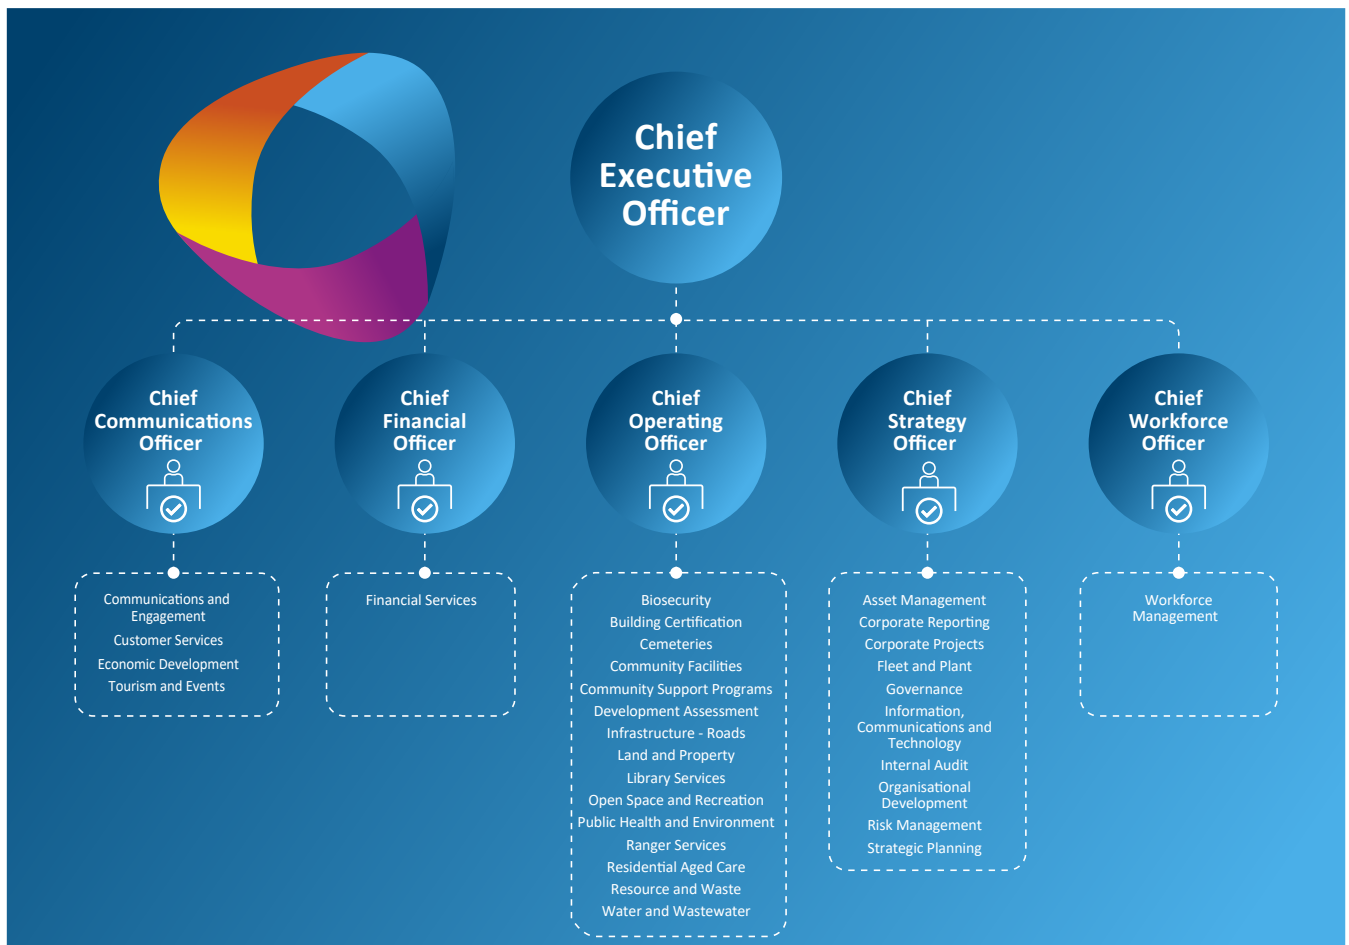 Chief
Executive
Officer
Chief
Communications
Officer
Chief
Financial
Officer
Chief
Operating
Officer
Chief
Strategy
Officer
Chief
Workforce
Officer
Communications and
Engagement
Customer Services
Economic Development
Tourism and Events
Financial Services
Biosecurity
Building Certification
Cemeteries
Community Facilities
Community Support Programs
Development Assessment
Infrastructure - Roads
Land and Property
Library Services
Open Space and Recreation
Public Health and Environment
Ranger Services
Residential Aged Care
Resource and Waste
Water and Wastewater
Asset Management
Corporate Reporting
Corporate Projects
Fleet and Plant
Governance
Information,
Communications and
Technology
Internal Audit
Organisational
Development
Risk Management
Strategic Planning
Workforce
Management